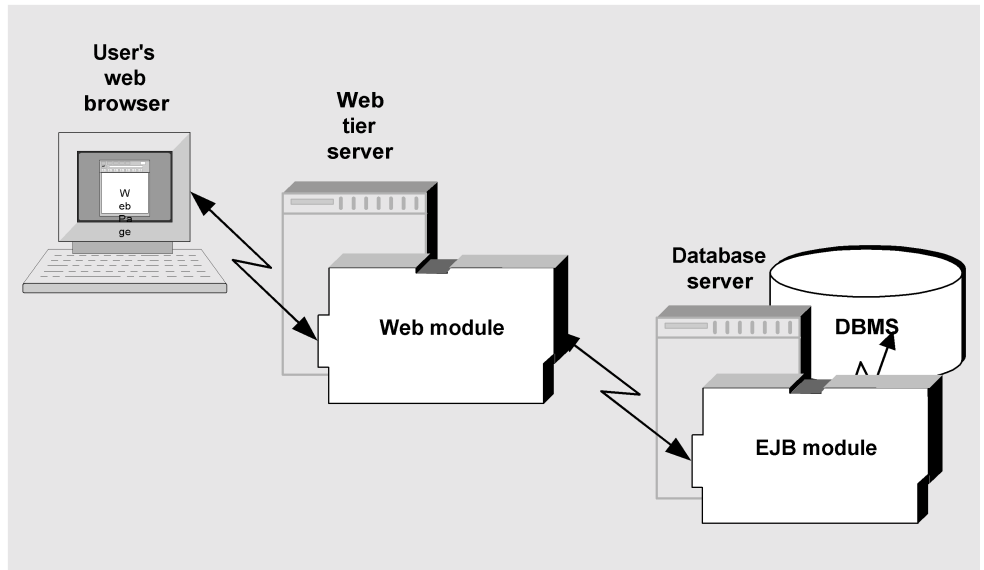 User's
web
browser
Web
tier
server
W
eb
Pa
ge
Web module
Database
server
DBMS
EJB module